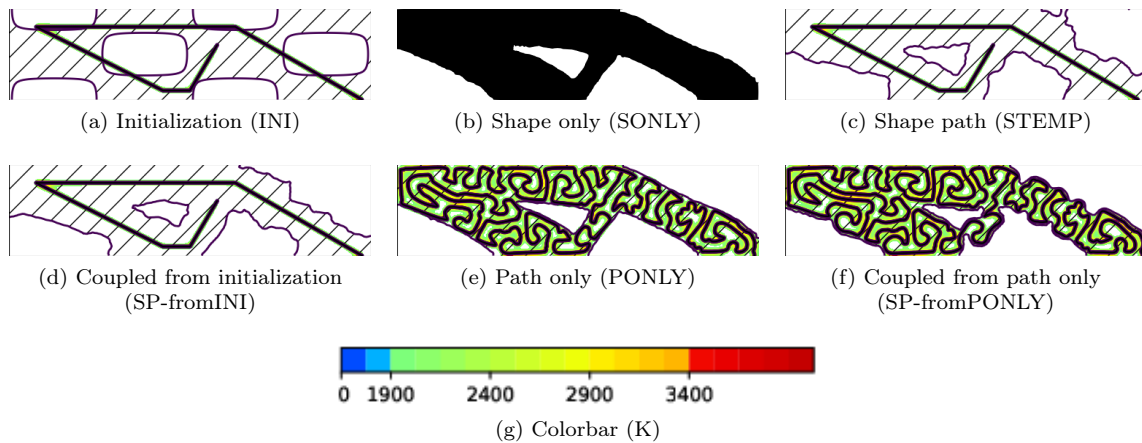 (a) Initialization (INI)
(b) Shape only (SONLY)
(c) Shape path (STEMP)
(d) Coupled from initialization
(SP-fromINI)
(e) Path only (PONLY)
(f) Coupled from path only
(SP-fromPONLY)
0 1900 2400 2900 3400
(g) Colorbar (K)